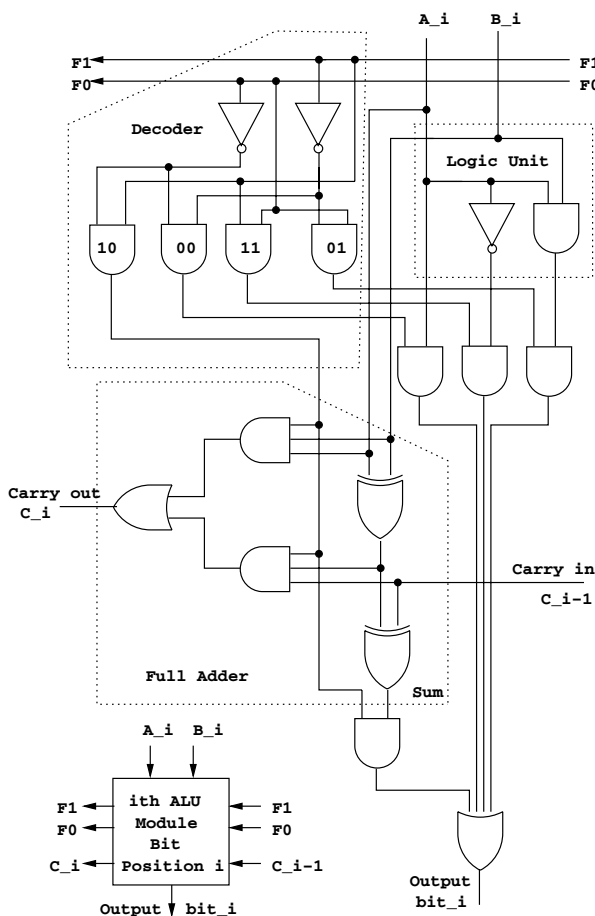 A_i B_i
F1 F1
F0 F0
Decoder
Logic Unit
10 00 11 01
Carry out
C_i
Carry in
C_i-1
Full Adder
Sum
A_i B_i
F1 ith ALU F1
F0 Module F0
Bit
C_i Position i C_i-1
Output bit_i
Output
bit_i